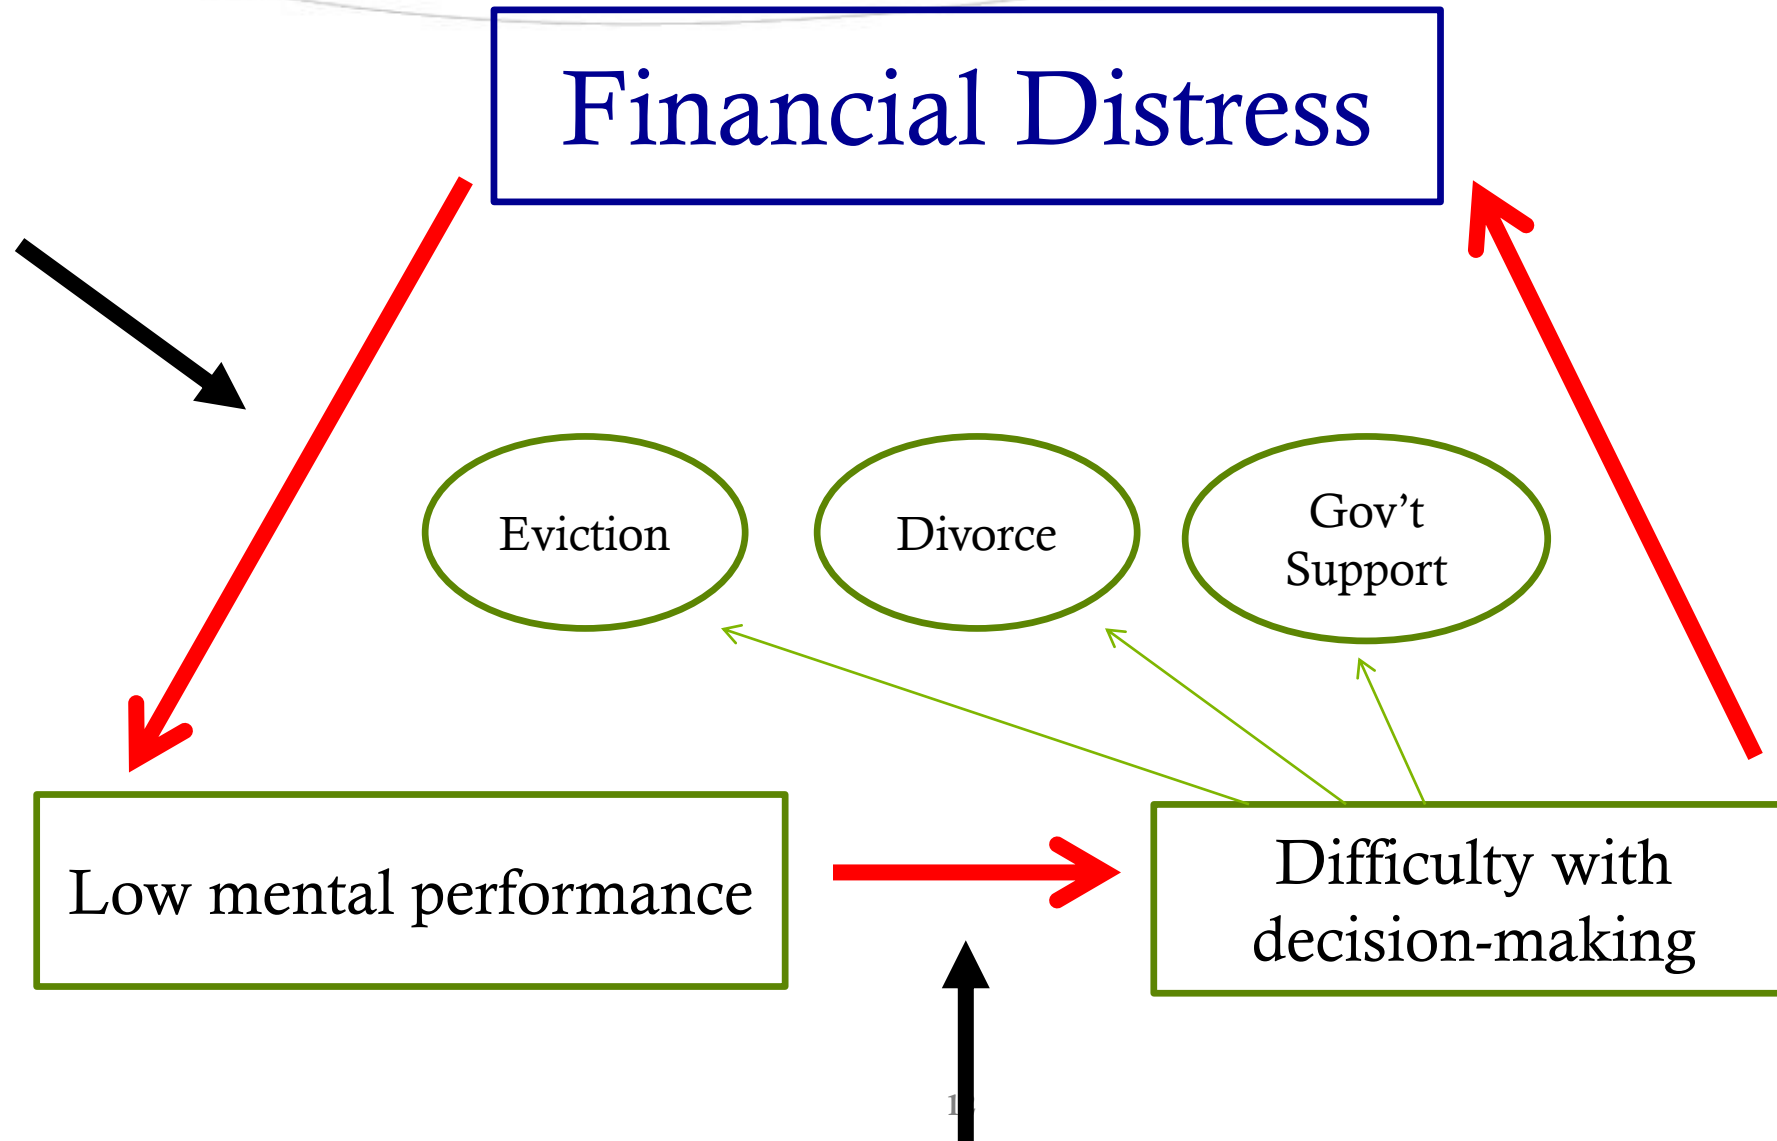 Financial Distress
Eviction
Divorce
Gov’t
Support
Low mental performance
Difficulty with
decision-making